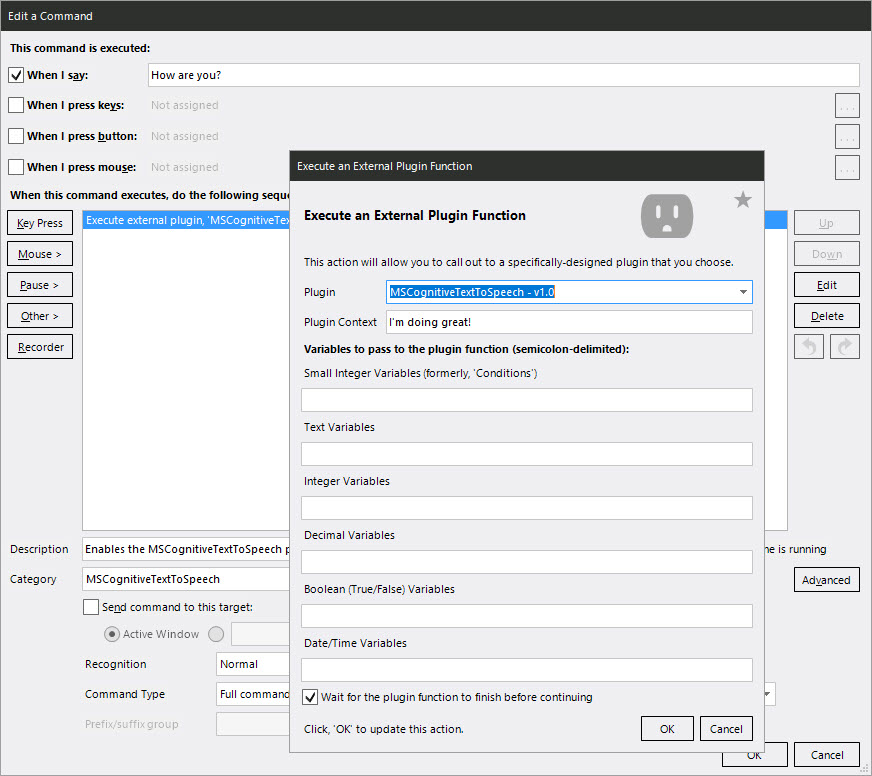 Edit a Command
This command is executed:
When I say:
How are you?
When I press keys:
Not assigned
...
When I press button:
Not assigned
...
When I press mouse:
Not assigned
...
When this command executes, do the following sequ
Key Press
Mouse >
Pause >
Other >
Recorder
Execute external plugin, 'MSCognitiveTex
Up
Down
Edit
Delete
Description
Enables the MSCognitiveTextToSpeech p
ne is running
Category
MSCognitiveTextToSpeech
Advanced
Send command to this target:
Active Window
Recognition
Normal
Command Type
Full command
Prefix/suffix group
OK
Cancel
Execute an External Plugin Function
Execute an External Plugin Function
This action will allow you to call out to a specifically-designed plugin that you choose.
Plugin
MSCognitiveTextToSpeech - v1.0
Plugin Context
I'm doing great!
Variables to pass to the plugin function (semicolon-delimited):
Small Integer Variables (formerly, 'Conditions')
Text Variables
Integer Variables
Decimal Variables
Boolean (True/False) Variables
Date/Time Variables
Wait for the plugin function to finish before continuing
Click, 'OK' to update this action.
OK
Cancel